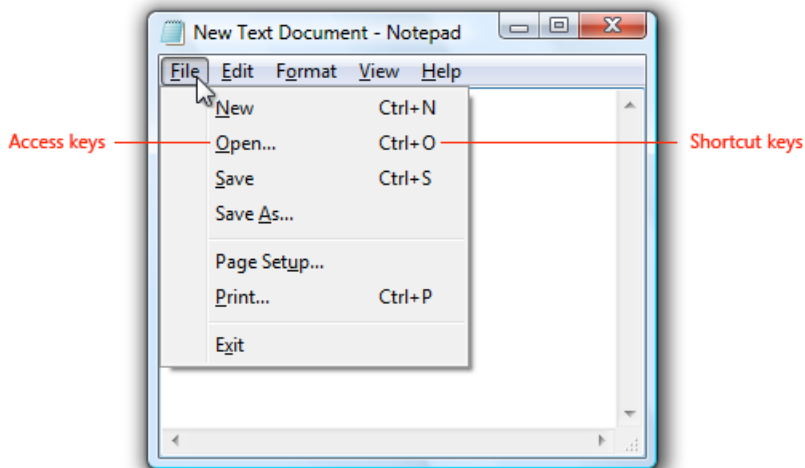 New Text Document - Notepad
File Edit Format View Help
New Ctrl+N
Access keys Open... Ctrl+O Shortcut keys
Save Ctrl+S
Save As...
Page Setup...
Print... Ctrl+P
Exit